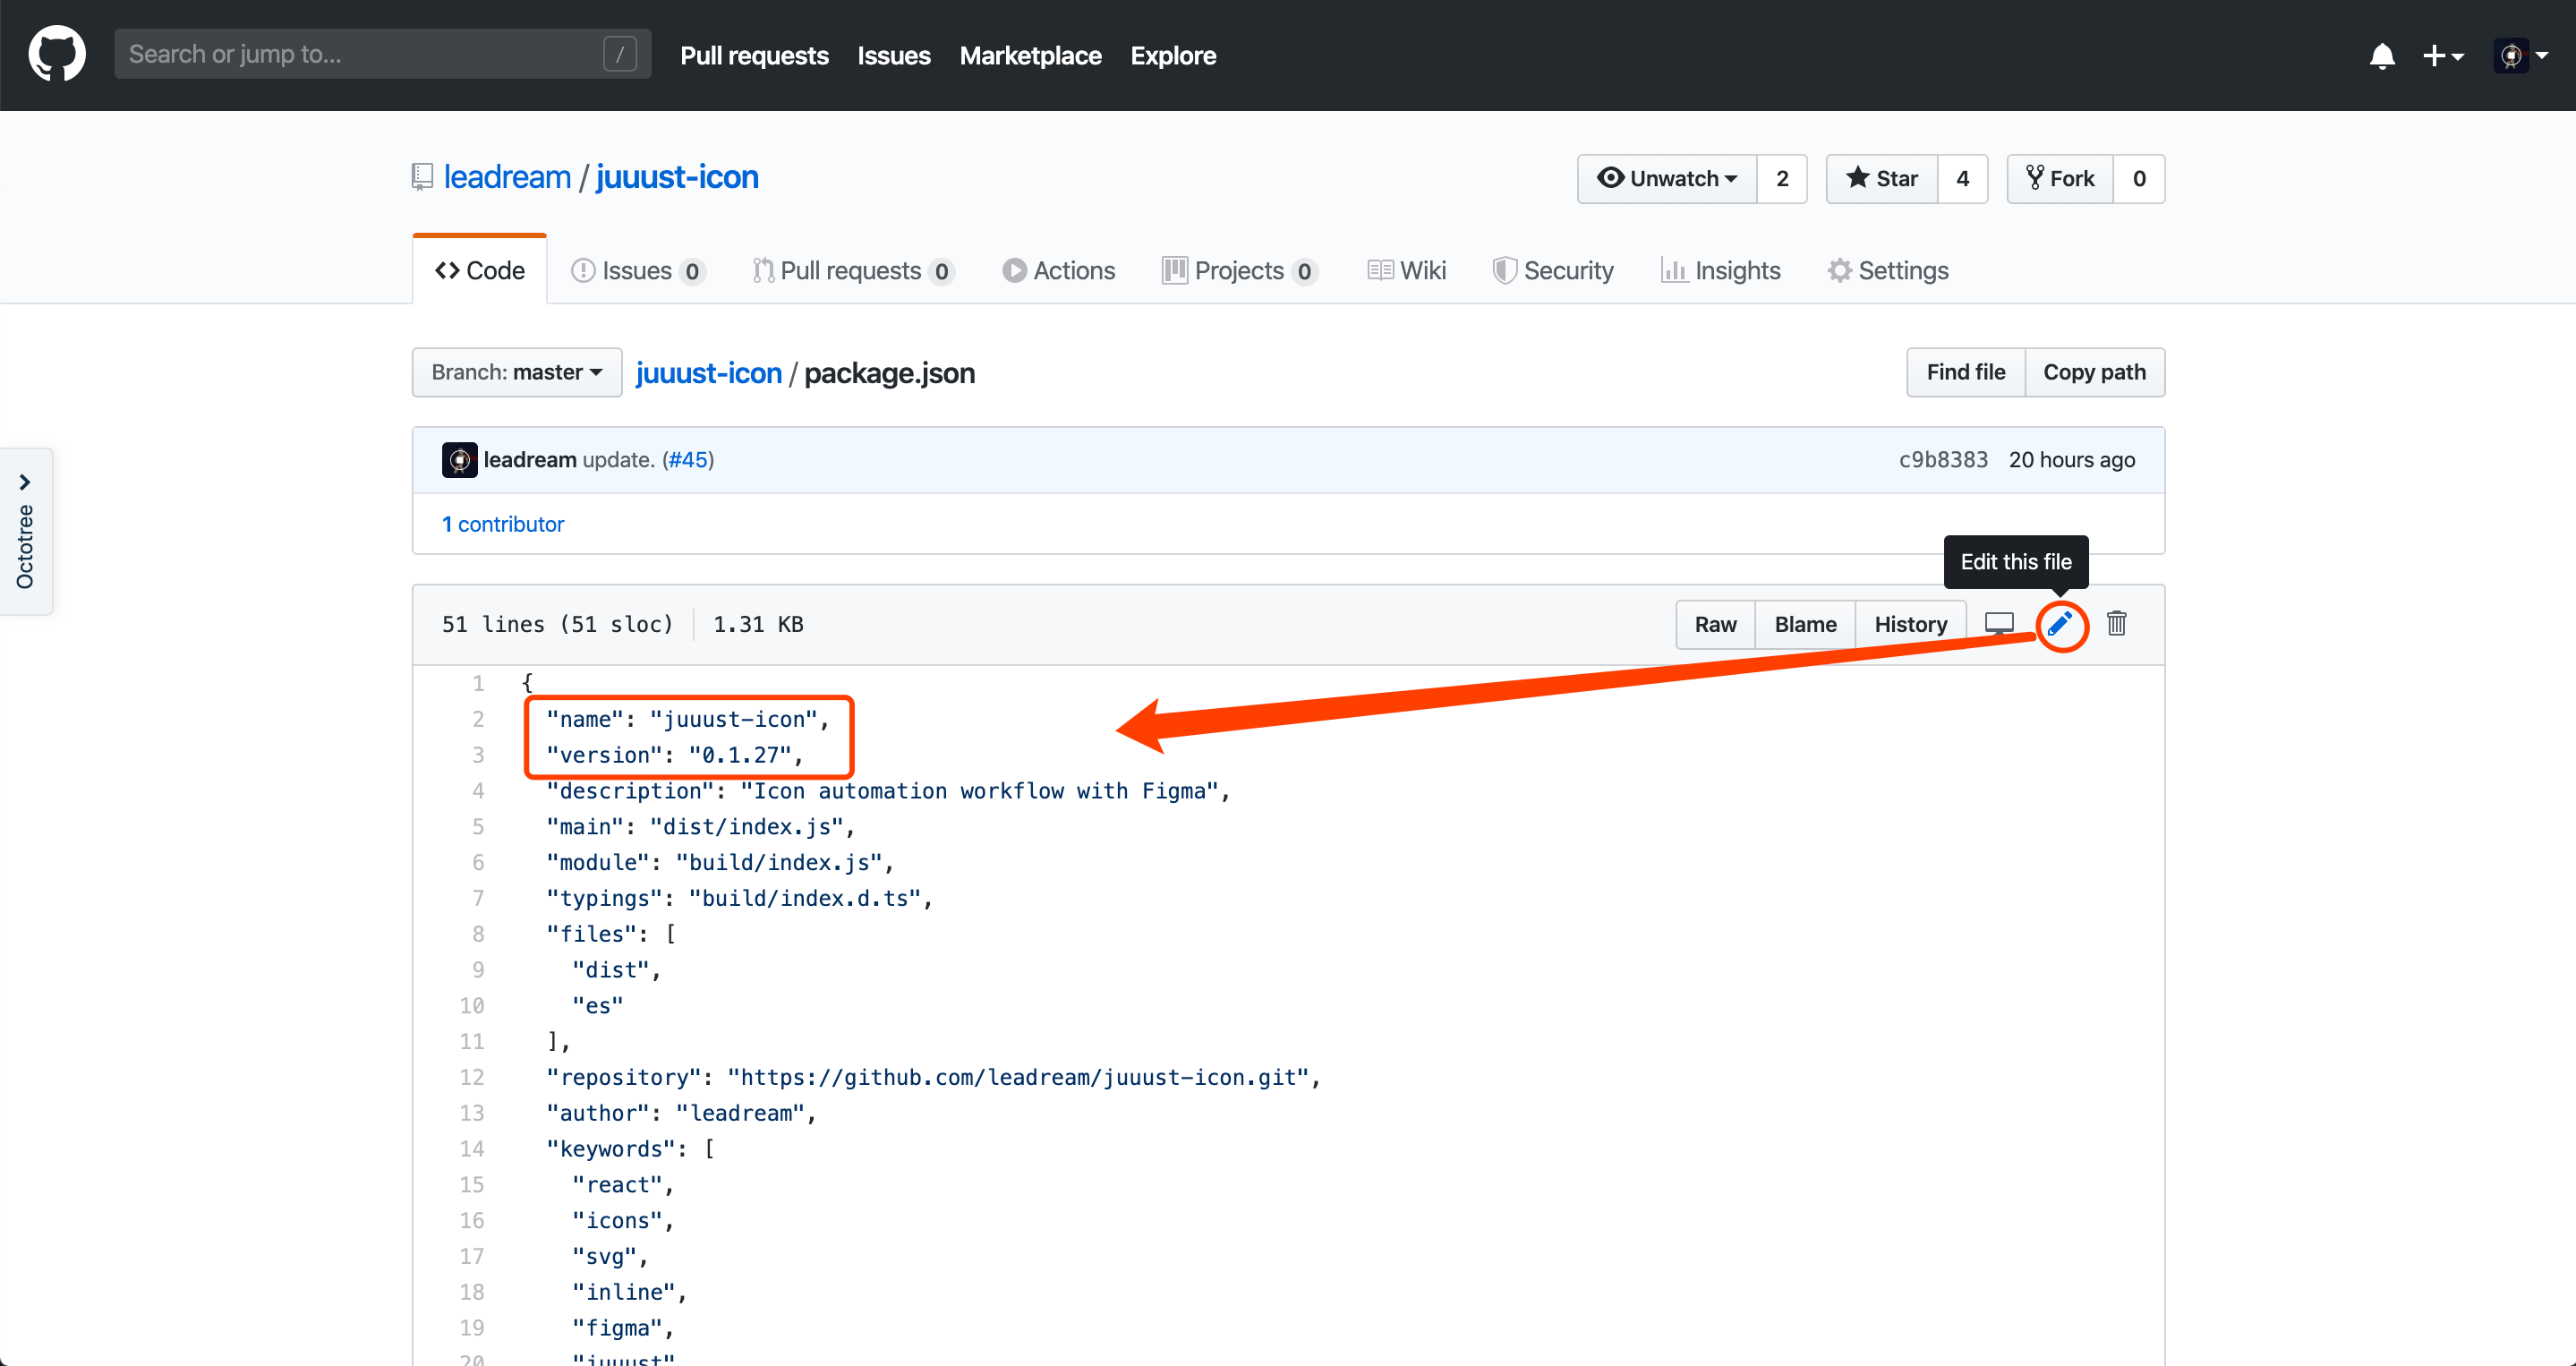 Search or jump to... / Pull requests Issues Marketplace Explore
leadream / juuust-icon Unwatch 2 Star 4 Fork 0
Code Issues 0 Pull requests 0 Actions Projects 0 Wiki Security Insights Settings
Branch: master juuust-icon / package.json Find file Copy path
leadream update. (#45) c9b8383 20 hours ago
1 contributor
Octotree
Edit this file
51 lines (51 sloc) 1.31 KB Raw Blame History
1 {
2 "name": "juuust-icon",
3 "version": "0.1.27",
4 "description": "Icon automation workflow with Figma",
5 "main": "dist/index.js",
6 "module": "build/index.js",
7 "typings": "build/index.d.ts",
8 "files": [
9 "dist",
10 "es"
11 ],
12 "repository": "https://github.com/leadream/juuust-icon.git",
13 "author": "leadream",
14 "keywords": [
15 "react",
16 "icons",
17 "svg",
18 "inline",
19 "figma",
20 "juuust"